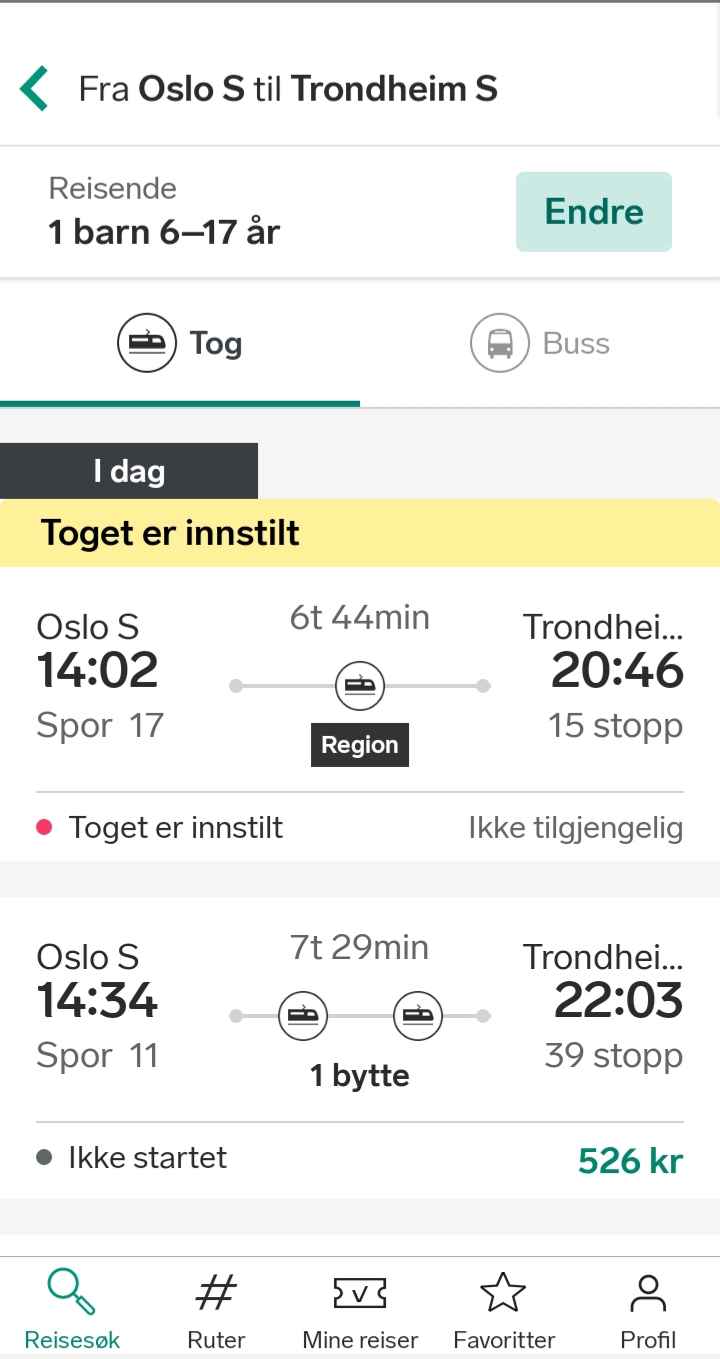 Fra Oslo S til Trondheim S
Reisende
1 barn 6–17 år
Endre
Tog
Buss
I dag
Toget er innstilt
Oslo S
6t 44min
Trondhei...
14:02
20:46
Spor 17
Region
15 stopp
Toget er innstilt
Ikke tilgjengelig
Oslo S
7t 29min
Trondhei...
14:34
22:03
Spor 11
1 bytte
39 stopp
Ikke startet
526 kr
Reisesøk
Ruter
Mine reiser
Favoritter
Profil